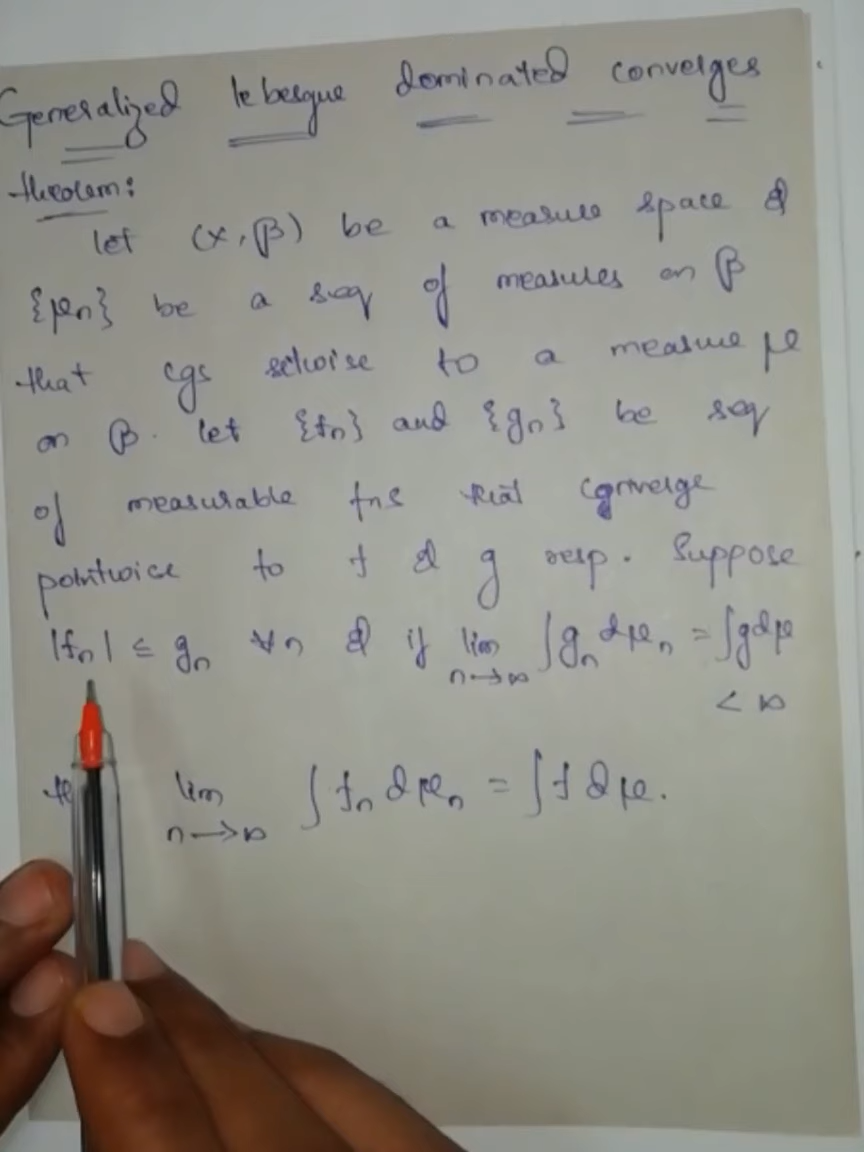 Generalized lebesgue dominated converges
theorem:
let (X, β) be a measure space &
{μn} be a seq of measures on β
that cgs setwise to a measure μ
on β. let {fn} and {gn} be seq
of measurable fns that converge
pointwise to f & g resp. Suppose
|fn| ≤ gn ∀n & if lim n→∞ ∫gn dμn = ∫g dμ
< ∞
lim n→∞ ∫ fn dμn = ∫f dμ.